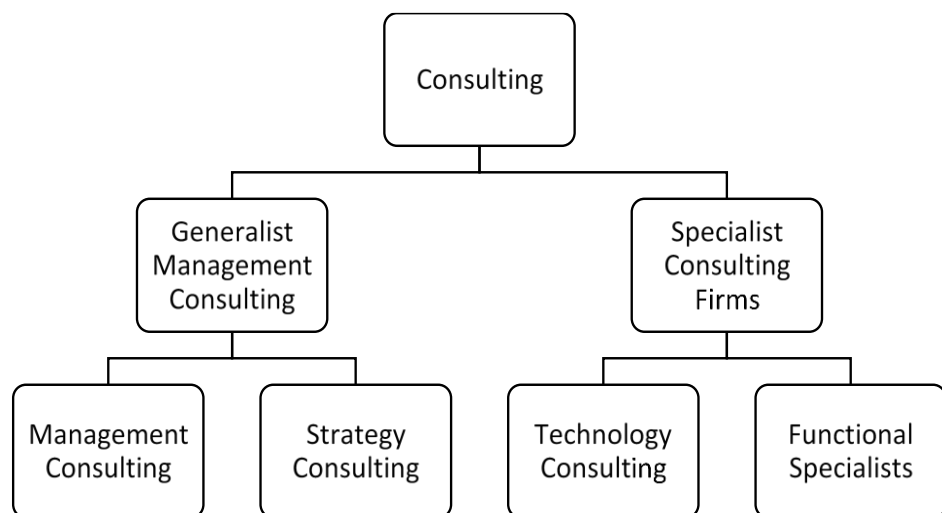 Consulting
Generalist
Management
Consulting
Specialist
Consulting
Firms
Management
Consulting
Strategy
Consulting
Technology
Consulting
Functional
Specialists